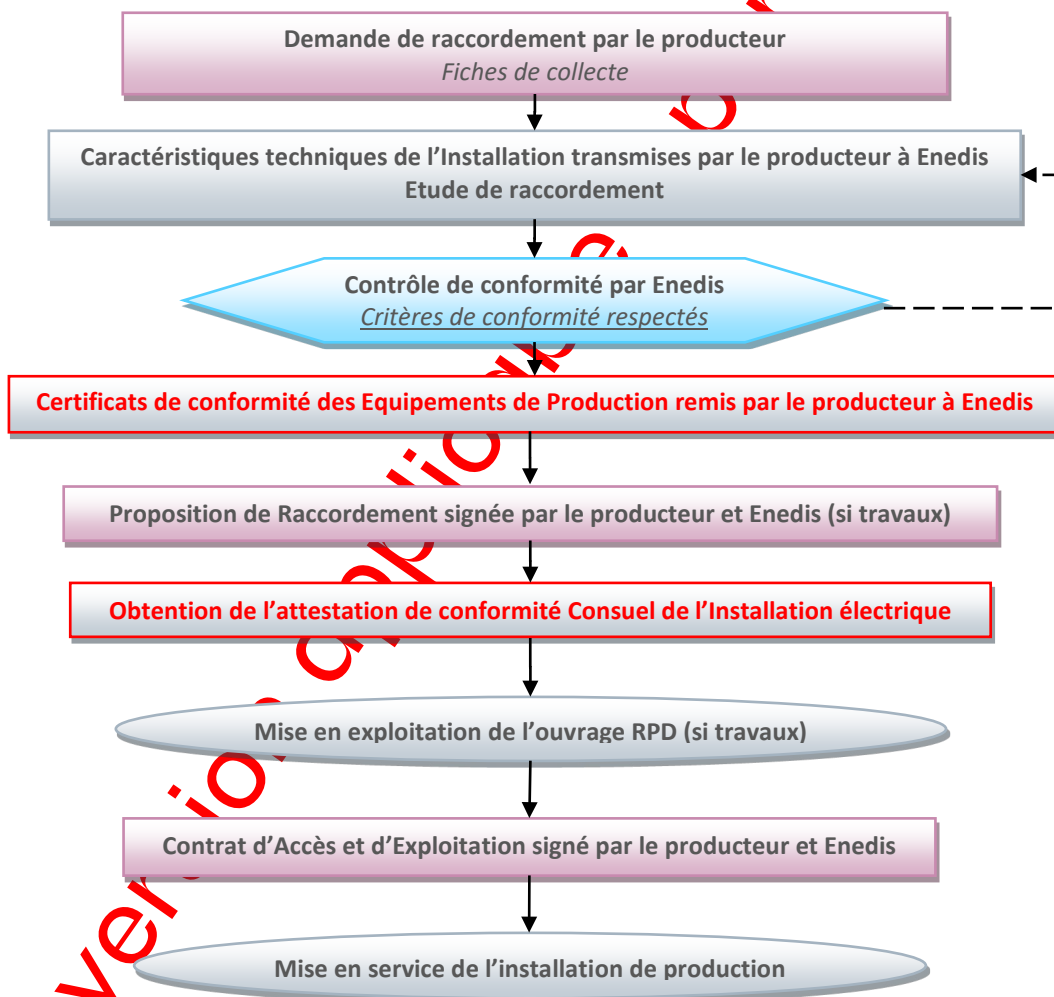 Demande de raccordement par le producteur
Fiches de collecte
Caractéristiques techniques de l'Installation transmises par le producteur à Enedis
Etude de raccordement
Contrôle de conformité par Enedis
Critères de conformité respectés
Certificats de conformité des Equipements de Production remis par le producteur à Enedis
Proposition de Raccordement signée par le producteur et Enedis (si travaux)
Obtention de l'attestation de conformité Consuel de l'Installation électrique
Mise en exploitation de l'ouvrage RPD (si travaux)
Contrat d'Accès et d'Exploitation signé par le producteur et Enedis
Mise en service de l'installation de production